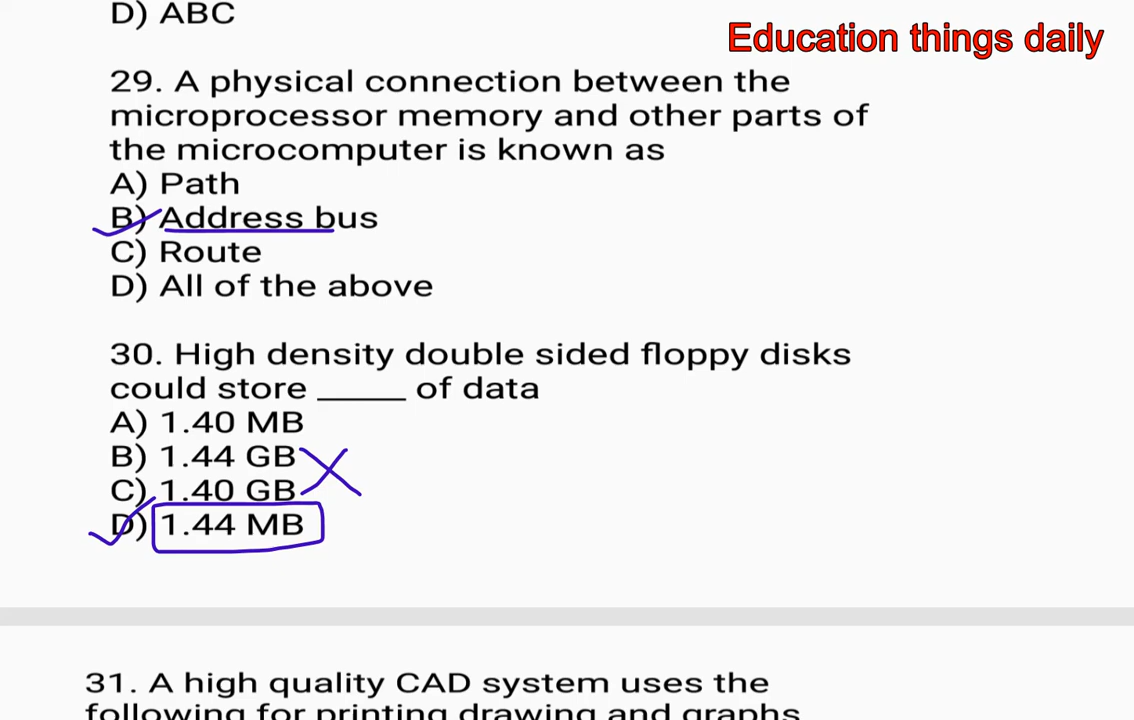 D) ABC
Education things daily
29. A physical connection between the
microprocessor memory and other parts of
the microcomputer is known as
A) Path
B) Address bus
C) Route
D) All of the above
30. High density double sided floppy disks
could store _____ of data
A) 1.40 MB
B) 1.44 GB
C) 1.40 GB
D) 1.44 MB
31. A high quality CAD system uses the
following for printing drawing and graphs